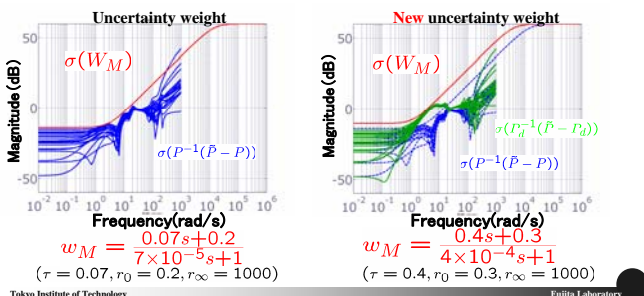 Uncertainty weight
Magnitude (dB)
0
-50
σ(W_M)
σ(P^{-1}(P̃ − P))
10^{-2} 10^{-1} 10^0 10^1 10^2 10^3 10^4 10^5 10^6
Frequency(rad/s)
w_M = \frac{0.07s+0.2}{7×10^{-5}s+1}
(τ = 0.07, r_0 = 0.2, r_∞ = 1000)
New uncertainty weight
Magnitude (dB)
0
-50
σ(W_M)
σ(P_d^{-1}(P̃ − P_d))
σ(P^{-1}(P̃ − P))
10^{-2} 10^{-1} 10^0 10^1 10^2 10^3 10^4 10^5 10^6
Frequency(rad/s)
w_M = \frac{0.4s+0.3}{4×10^{-4}s+1}
(τ = 0.4, r_0 = 0.3, r_∞ = 1000)
Tokyo Institute of Technology
Fujita Laboratory